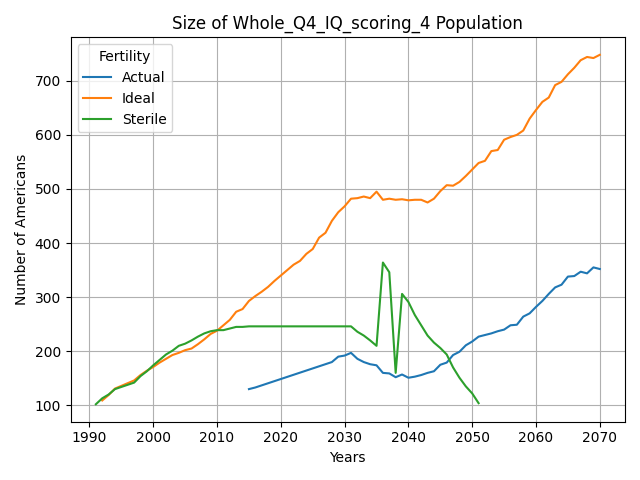 Size of Whole_Q4_IQ_scoring_4 Population
Fertility
Actual
Ideal
Sterile
Number of Americans
700
600
500
400
300
200
100
1990 2000 2010 2020 2030 2040 2050 2060 2070
Years